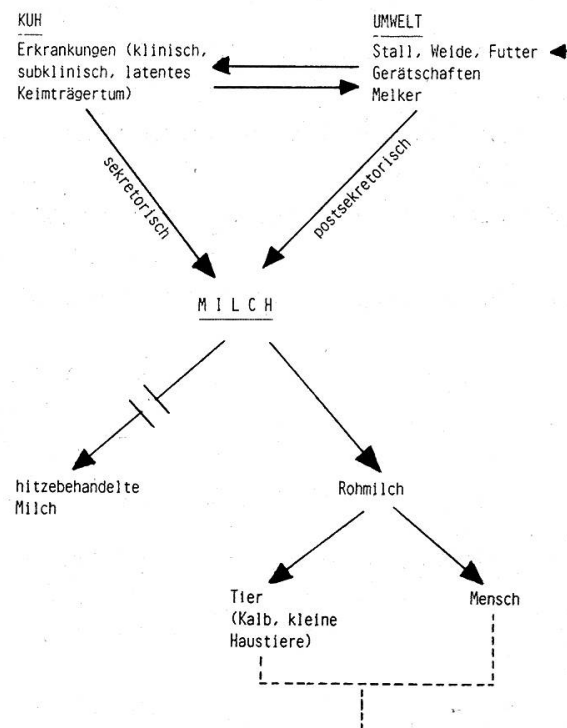 KUH
Erkrankungen (klinisch,
subklinisch, latentes
Keimträgertum)
UMWELT
Stall, Weide, Futter
Gerätschaften
Melker
sekretorisch
postsekretorisch
MILCH
hitzebehandelte
Milch
Rohmilch
Tier
(Kalb, kleine
Haustiere)
Mensch